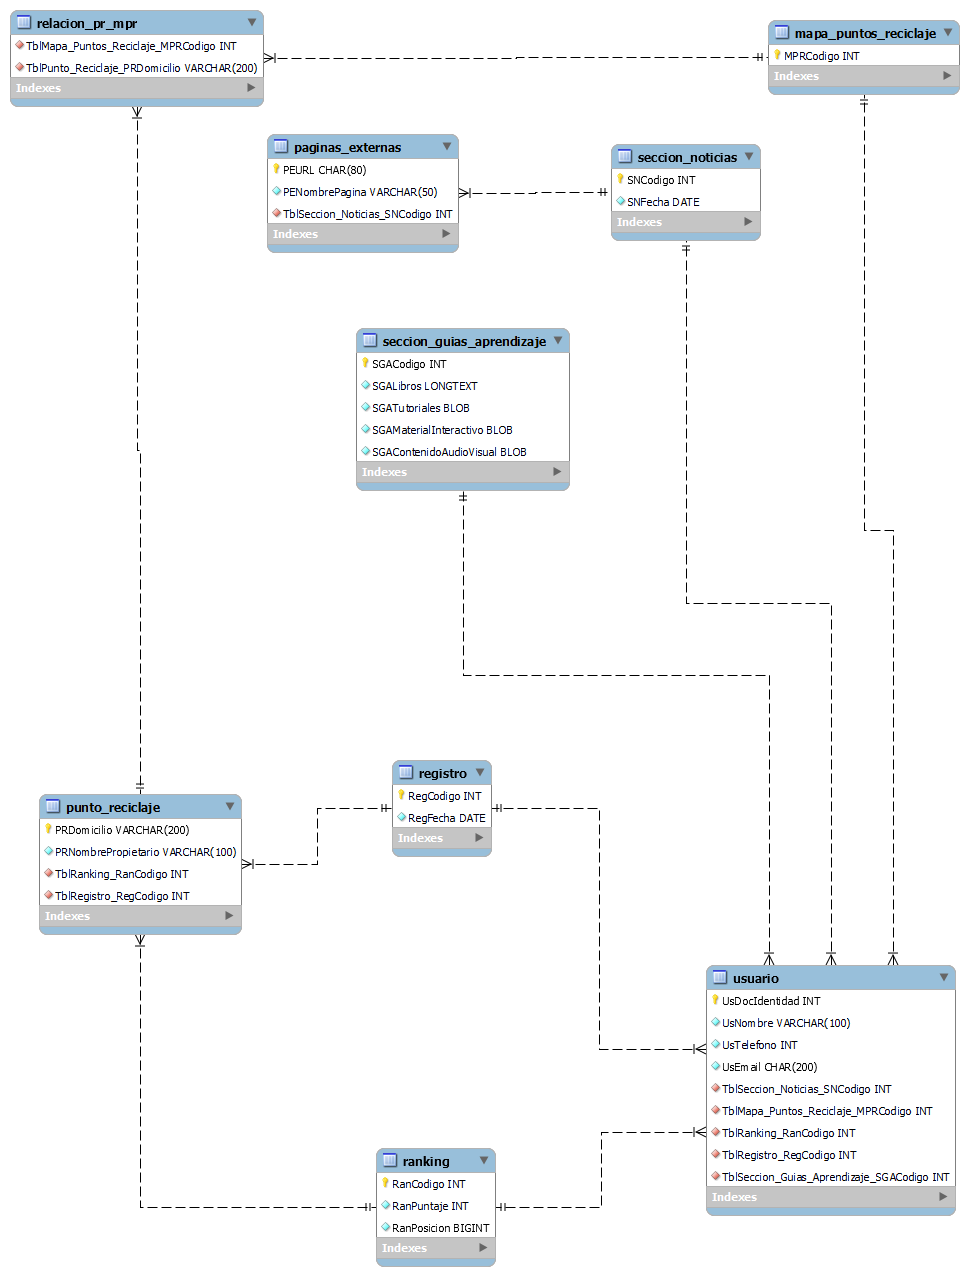 relacion_pr_mpr
TblMapa_Puntos_Reciclaje_MPRCodigo INT
TblPunto_Reciclaje_PRDomicilio VARCHAR(200)
Indexes
mapa_puntos_reciclaje
MPRCodigo INT
Indexes
paginas_externas
PEURL CHAR(80)
PENombrePagina VARCHAR(50)
TblSeccion_Noticias_SNCodigo INT
Indexes
seccion_noticias
SNCodigo INT
SNFecha DATE
Indexes
seccion_guias_aprendizaje
SGACodigo INT
SGALibros LONGTEXT
SGATutoriales BLOB
SGAMaterialInteractivo BLOB
SGAContenidoAudioVisual BLOB
Indexes
registro
RegCodigo INT
RegFecha DATE
Indexes
punto_reciclaje
PRDomicilio VARCHAR(200)
PRNombrePropietario VARCHAR(100)
TblRanking_RanCodigo INT
TblRegistro_RegCodigo INT
Indexes
usuario
UsDocIdentidad INT
UsNombre VARCHAR(100)
UsTelefono INT
UsEmail CHAR(200)
TblSeccion_Noticias_SNCodigo INT
TblMapa_Puntos_Reciclaje_MPRCodigo INT
TblRanking_RanCodigo INT
TblRegistro_RegCodigo INT
TblSeccion_Guias_Aprendizaje_SGACodigo INT
Indexes
ranking
RanCodigo INT
RanPuntaje INT
RanPosicion BIGINT
Indexes